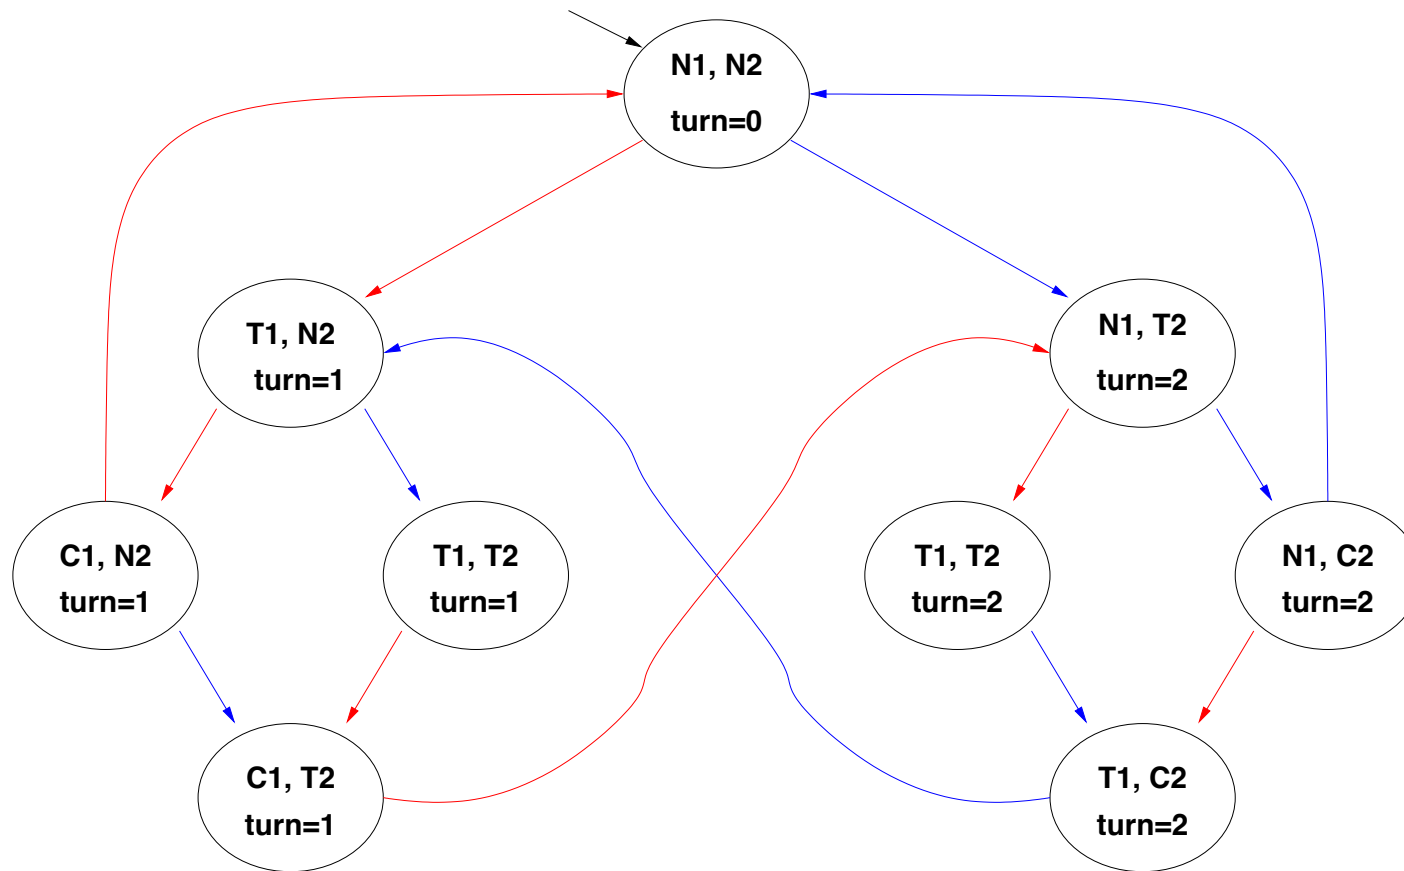 N1, N2
turn=0
T1, N2
turn=1
N1, T2
turn=2
C1, N2
turn=1
T1, T2
turn=1
T1, T2
turn=2
N1, C2
turn=2
C1, T2
turn=1
T1, C2
turn=2